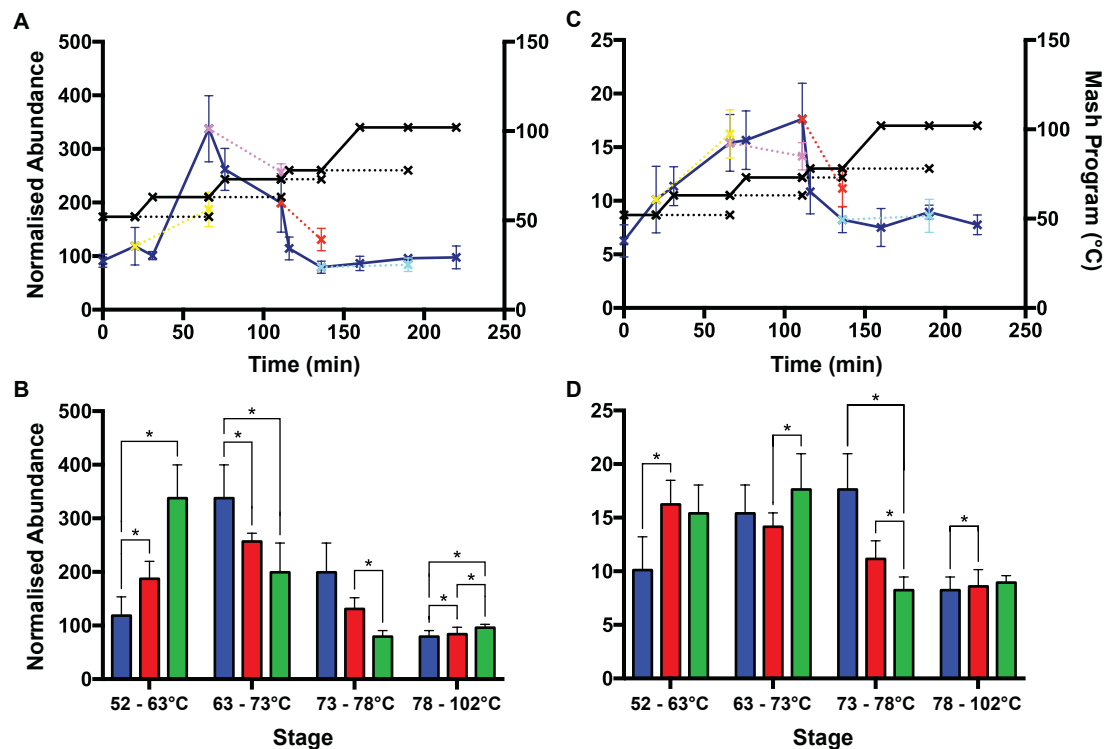 A
C
500
400
300
200
100
0
Normalised Abundance
150
100
50
0
0 50 100 150 200 250
Time (min)
25
20
15
10
5
0
150
100
50
0
Mash Program (°C)
0 50 100 150 200 250
Time (min)
B
D
500
400
300
200
100
0
Normalised Abundance
* * * * * * * *
52 - 63°C 63 - 73°C 73 - 78°C 78 - 102°C
Stage
25
20
15
10
5
0
* * * * *
52 - 63°C 63 - 73°C 73 - 78°C 78 - 102°C
Stage